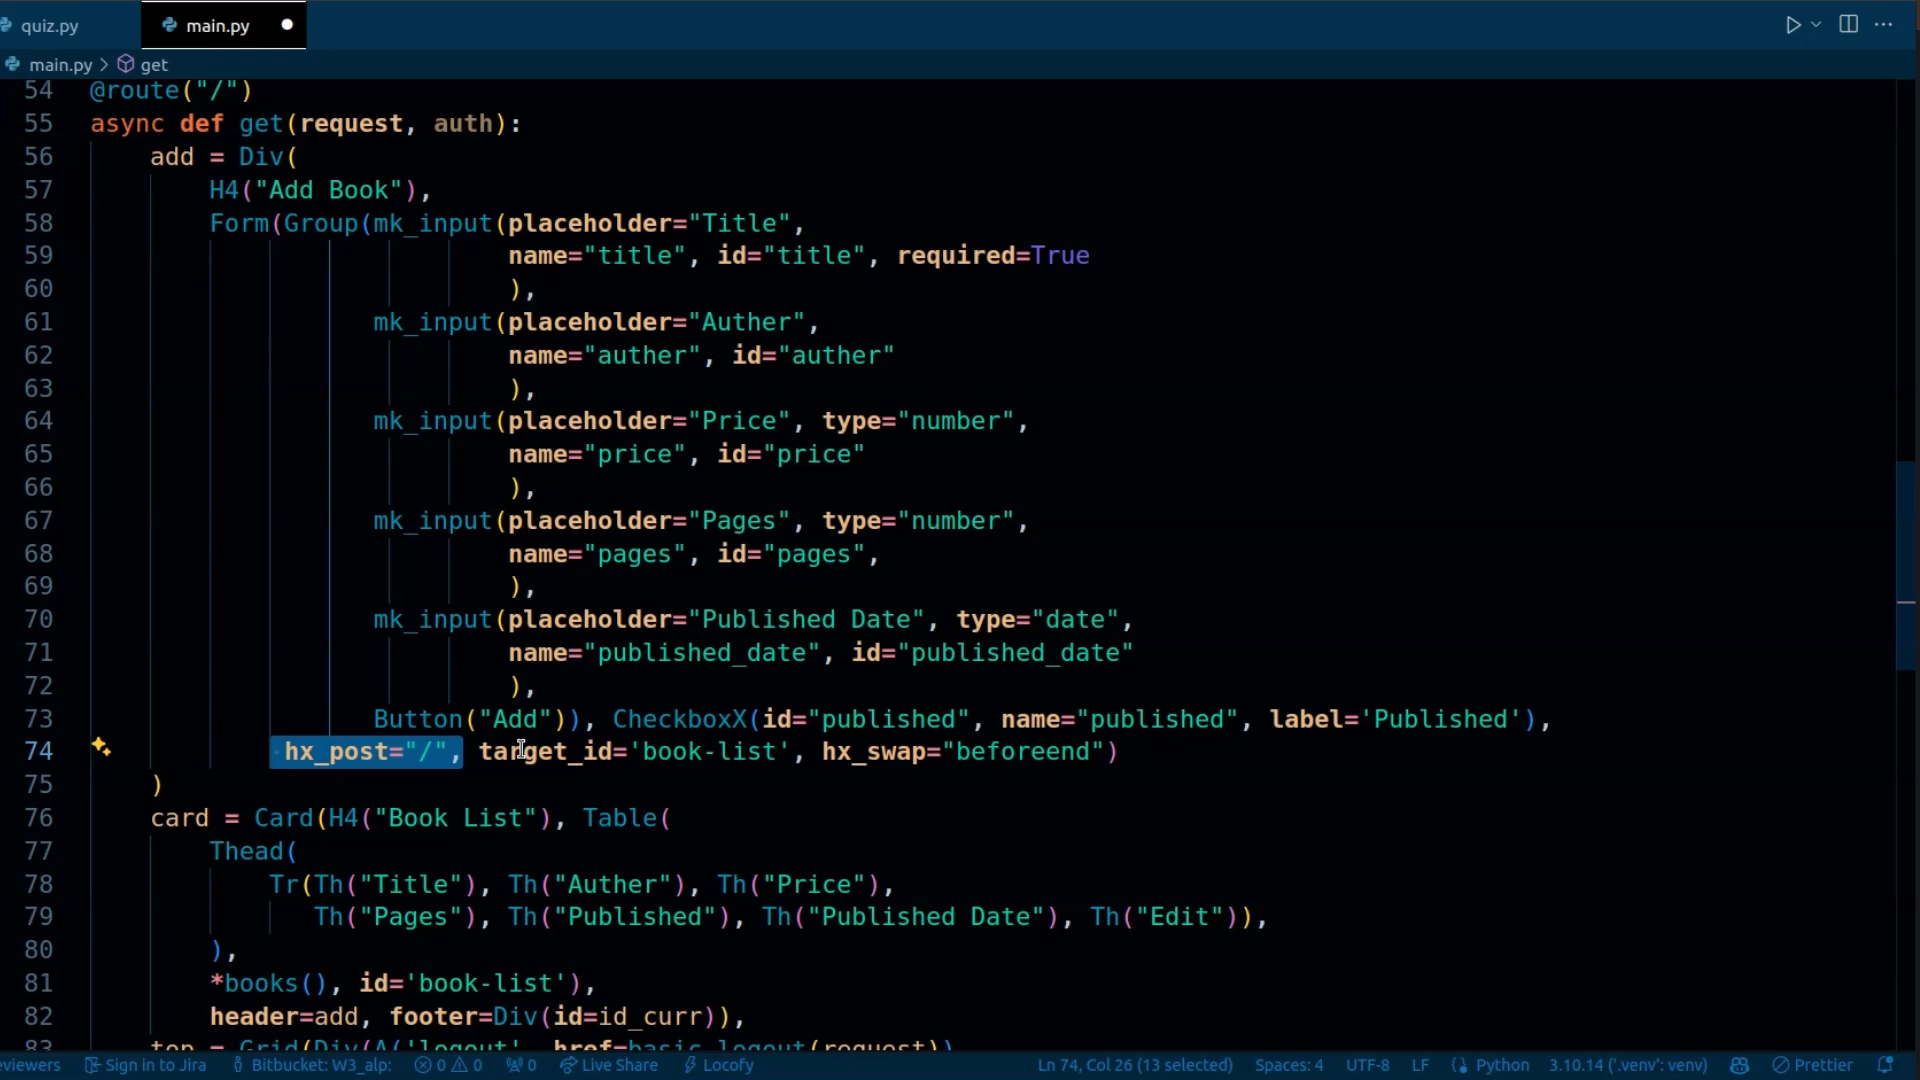 quiz.py
main.py
main.py > get
54 @route("/")
55 async def get(request, auth):
56 add = Div(
57 H4("Add Book"),
58 Form(Group(mk_input(placeholder="Title",
59 name="title", id="title", required=True
60 ),
61 mk_input(placeholder="Auther",
62 name="auther", id="auther"
63 ),
64 mk_input(placeholder="Price", type="number",
65 name="price", id="price"
66 ),
67 mk_input(placeholder="Pages", type="number",
68 name="pages", id="pages",
69 ),
70 mk_input(placeholder="Published Date", type="date",
71 name="published_date", id="published_date"
72 ),
73 Button("Add")), CheckboxX(id="published", name="published", label='Published'),
74 hx_post="/", target_id='book-list', hx_swap="beforeend")
75 )
76 card = Card(H4("Book List"), Table(
77 Thead(
78 Tr(Th("Title"), Th("Auther"), Th("Price"),
79 Th("Pages"), Th("Published"), Th("Published Date"), Th("Edit")),
80 ),
81 *books(), id='book-list'),
82 header=add, footer=Div(id=id_curr)),
83 top = Grid(Div(A('logout', href=basic_logout(request))
eviewers Sign in to Jira Bitbucket: W3_alp: 0 0 0 Live Share Locofy Ln 74, Col 26 (13 selected) Spaces: 4 UTF-8 LF Python 3.10.14 ('.venv': venv) Prettier